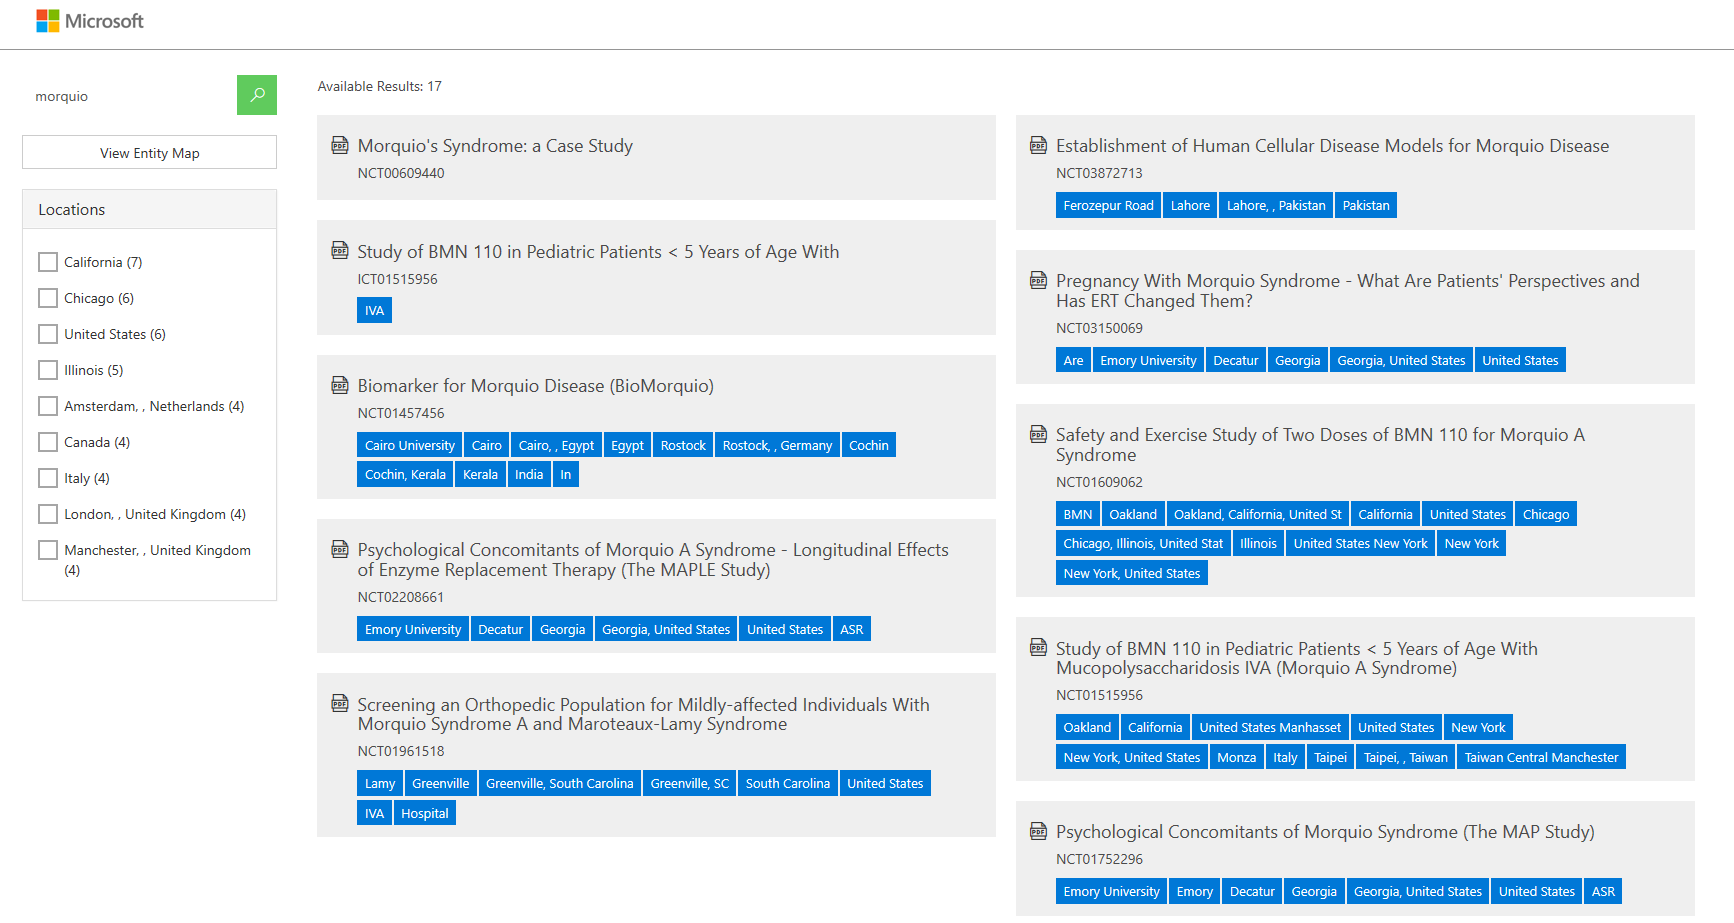 Microsoft
morquio
View Entity Map
Locations
California (7)
Chicago (6)
United States (6)
Illinois (5)
Amsterdam, , Netherlands (4)
Canada (4)
Italy (4)
London, , United Kingdom (4)
Manchester, , United Kingdom
(4)
Available Results: 17
Morquio's Syndrome: a Case Study
NCT00609440
Study of BMN 110 in Pediatric Patients < 5 Years of Age With
ICT01515956
IVA
Biomarker for Morquio Disease (BioMorquio)
NCT01457456
Cairo University Cairo Cairo, , Egypt Egypt Rostock Rostock, , Germany Cochin
Cochin, Kerala Kerala India In
Psychological Concomitants of Morquio A Syndrome - Longitudinal Effects
of Enzyme Replacement Therapy (The MAPLE Study)
NCT02208661
Emory University Decatur Georgia Georgia, United States United States ASR
Screening an Orthopedic Population for Mildly-affected Individuals With
Morquio Syndrome A and Maroteaux-Lamy Syndrome
NCT01961518
Lamy Greenville Greenville, South Carolina Greenville, SC South Carolina United States
IVA Hospital
Establishment of Human Cellular Disease Models for Morquio Disease
NCT03872713
Ferozepur Road Lahore Lahore, , Pakistan Pakistan
Pregnancy With Morquio Syndrome - What Are Patients' Perspectives and
Has ERT Changed Them?
NCT03150069
Are Emory University Decatur Georgia Georgia, United States United States
Safety and Exercise Study of Two Doses of BMN 110 for Morquio A
Syndrome
NCT01609062
BMN Oakland Oakland, California, United St California United States Chicago
Chicago, Illinois, United Stat Illinois United States New York New York
New York, United States
Study of BMN 110 in Pediatric Patients < 5 Years of Age With
Mucopolysaccharidosis IVA (Morquio A Syndrome)
NCT01515956
Oakland California United States Manhasset United States New York
New York, United States Monza Italy Taipei Taipei, , Taiwan Taiwan Central Manchester
Psychological Concomitants of Morquio Syndrome (The MAP Study)
NCT01752296
Emory University Emory Decatur Georgia Georgia, United States United States ASR